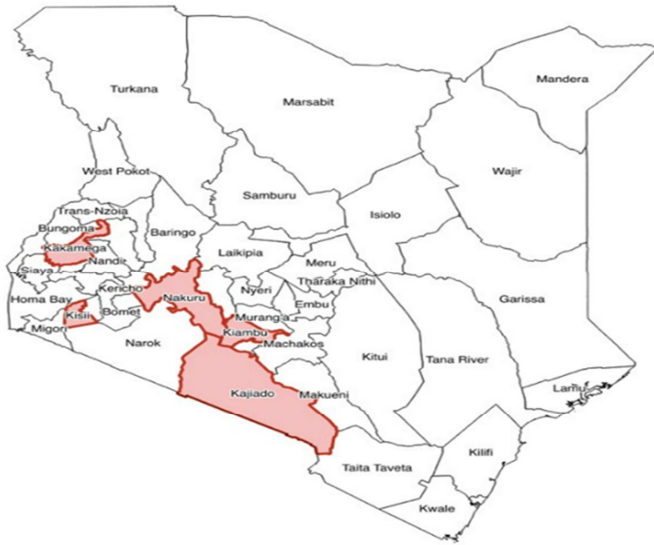 Mandera
Turkana
Marsabit
Wajir
West Pokot
Samburu
Trans-Nzoia
Isiolo
Bungoma
Baringo
Kakamega
Laikipia
Nandir
Meru
Siaya
Tharaka Nithi
Kericho
Nyeri
Homa Bay
Nakuru
Embu
Garissa
Kisii
Bomet
Murang'a
Migori
Kiambu
Narok
Machakos
Kitui
Tana River
Lamu
Kajiado
Makueni
Kilifi
Taita Taveta
Kwale